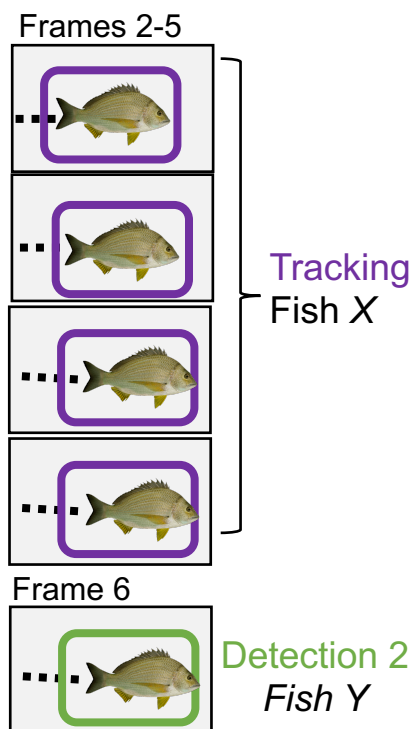 Frames 2-5
Tracking
Fish X
Frame 6
Detection 2
Fish Y